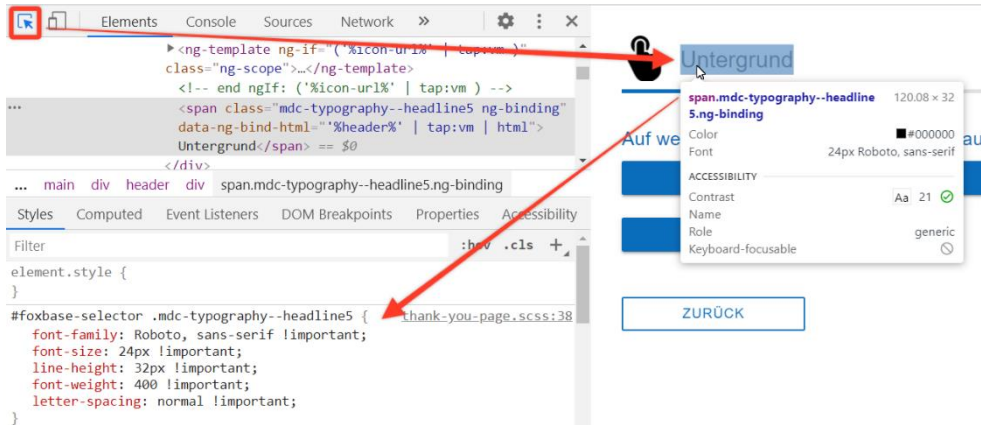 Elements Console Sources Network »
<ng-template ng-if="('%icon-url%' | tap:vm )"
class="ng-scope">…</ng-template>
<!-- end ngIf: ('%icon-url%' | tap:vm ) -->
<span class="mdc-typography--headline5 ng-binding"
data-ng-bind-html="'%header%' | tap:vm | html">
Untergrund</span> == $0
</div>
... main div header div span.mdc-typography--headline5.ng-binding
Styles Computed Event Listeners DOM Breakpoints Properties Accessibility
Filter :hov .cls +
element.style {
}
#foxbase-selector .mdc-typography--headline5 { thank-you-page.scss:38
font-family: Roboto, sans-serif !important;
font-size: 24px !important;
line-height: 32px !important;
font-weight: 400 !important;
letter-spacing: normal !important;
}
Untergrund
span.mdc-typography--headline 120.08 × 32
5.ng-binding
Color #000000
Font 24px Roboto, sans-serif
ACCESSIBILITY
Contrast Aa 21
Name
Role generic
Keyboard-focusable
Auf
ZURÜCK